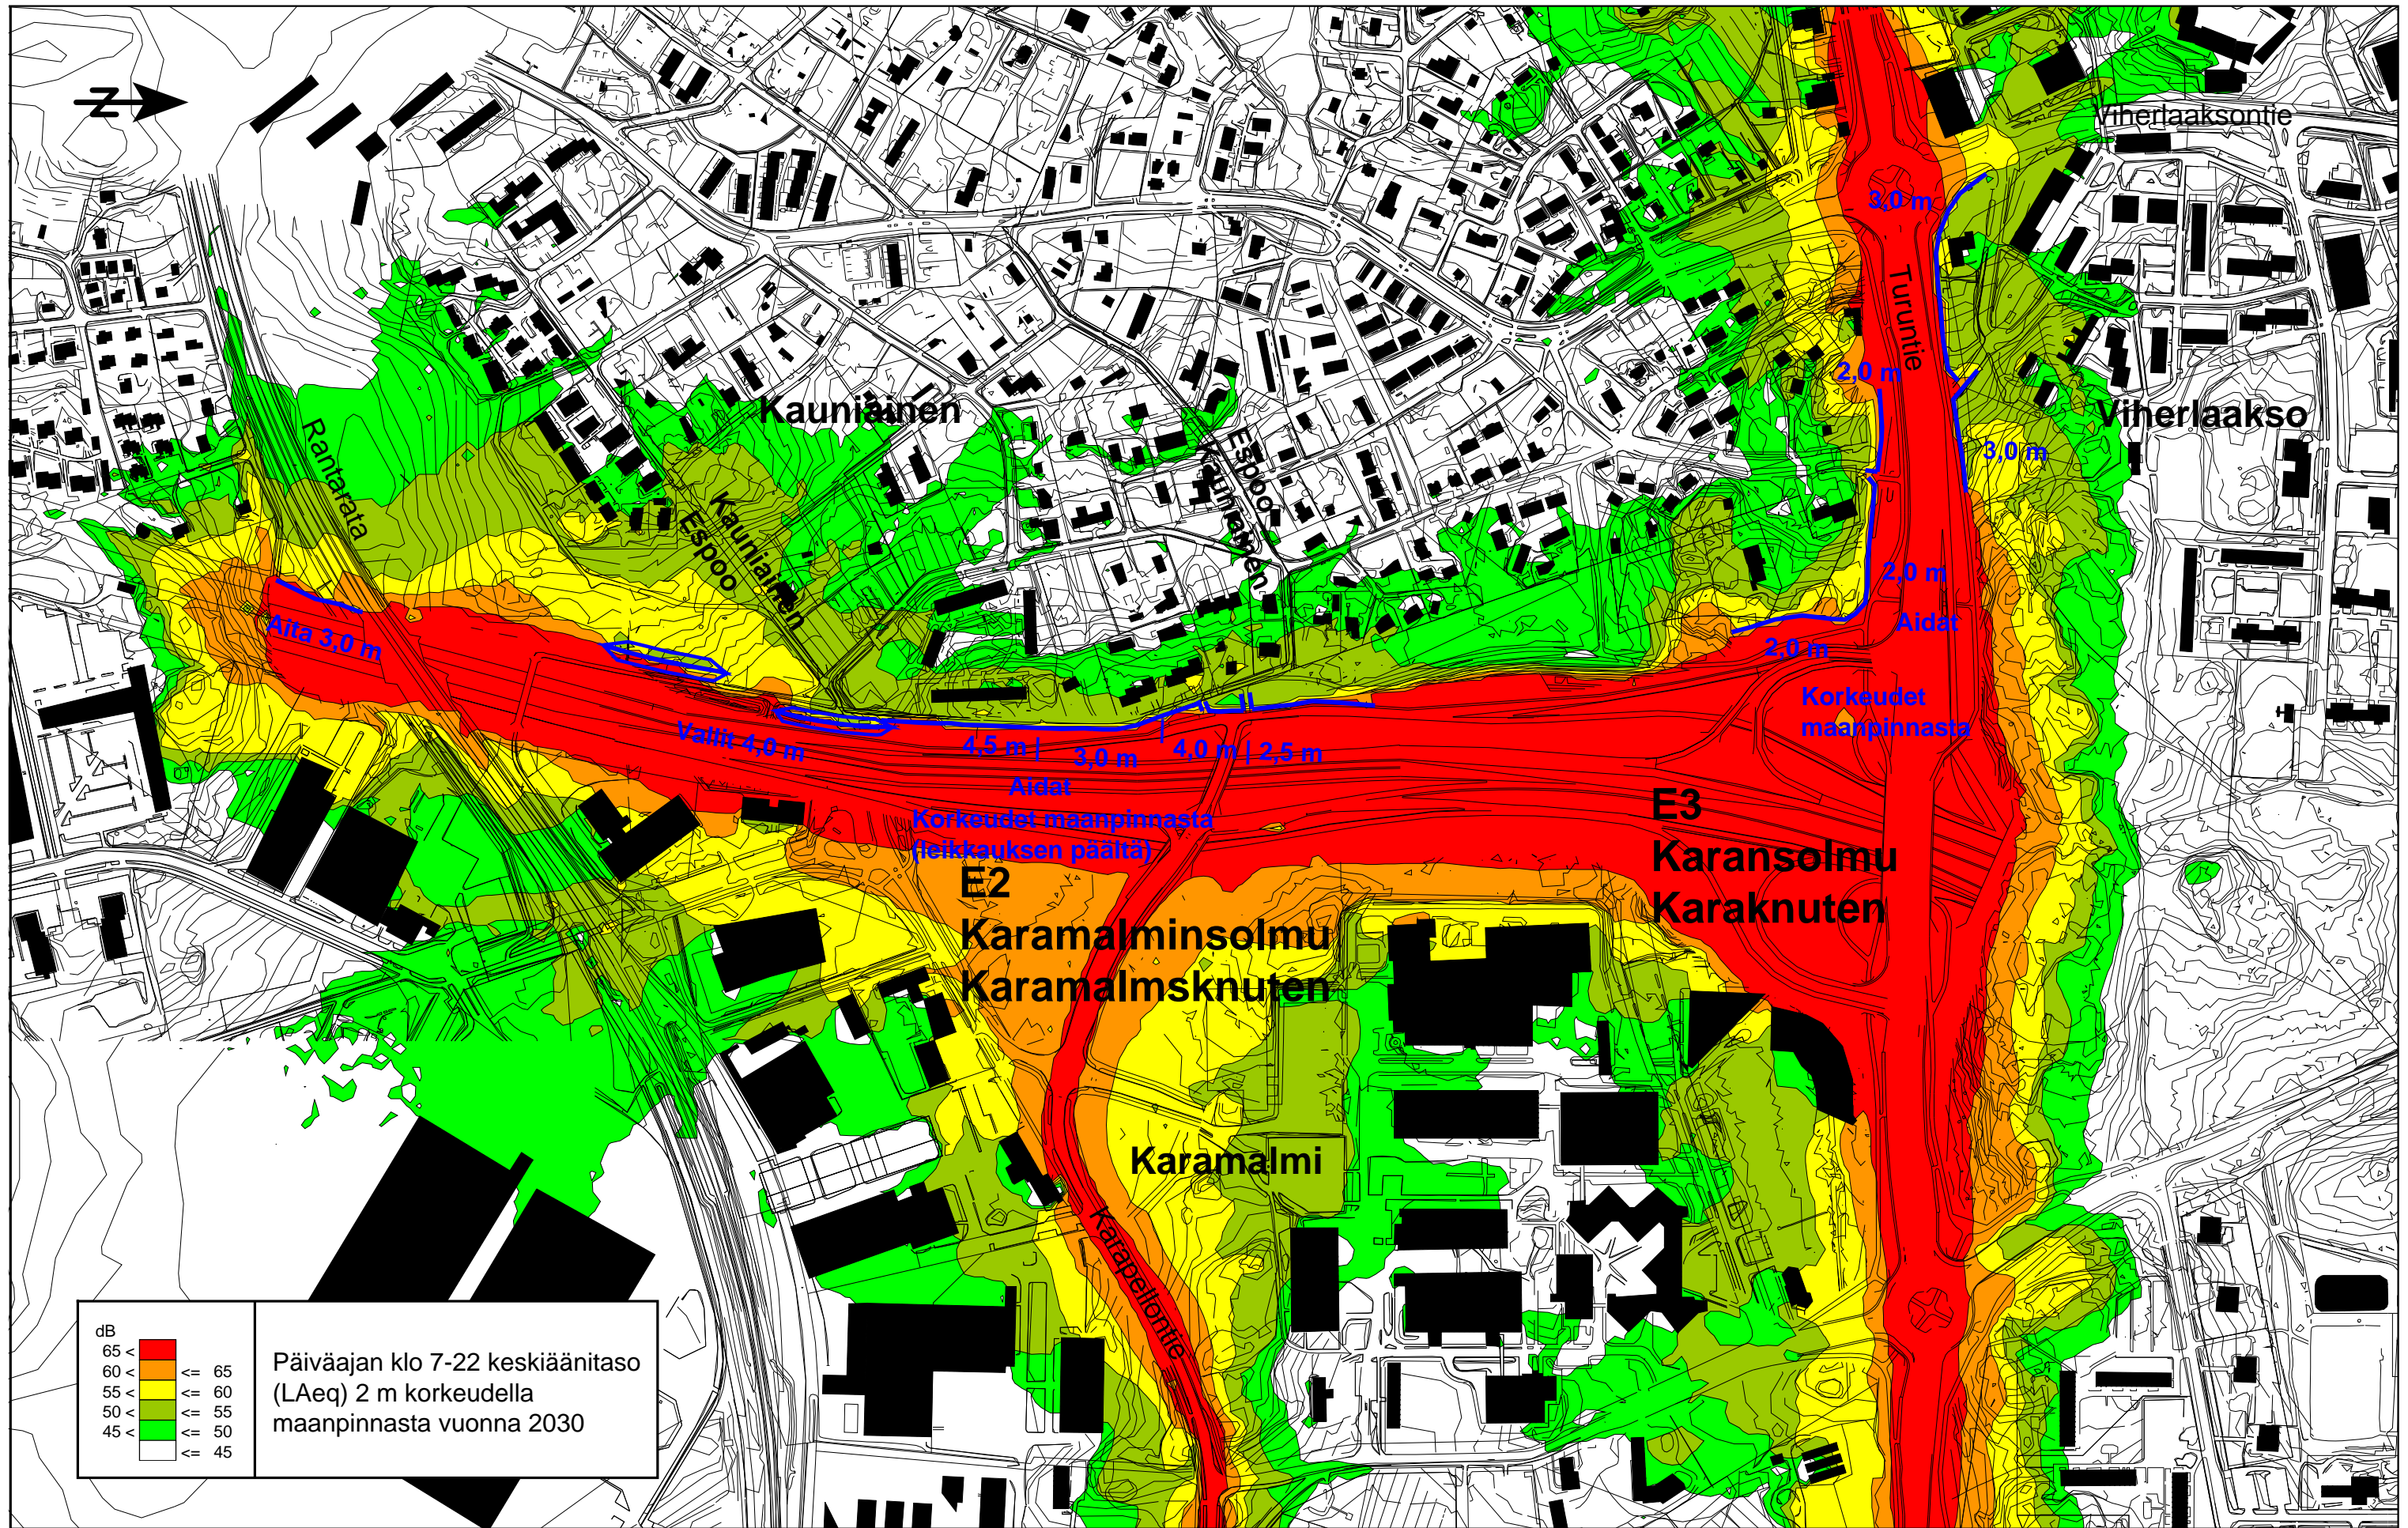 N
Viherlaaksontie
3,0 m
Turuntie
2,0 m
Kauniainen
Viherlaakso
3,0 m
Rantarata
Espoo
Kauniainen
Kauniainen
Espoo
2,0 m
Aidat
Aita 3,0 m
2,0 m
Korkeudet
maanpinnasta
Vallit 4,0 m
4,5 m |
3,0 m
|
4,0 m | 2,5 m
Aidat
Korkeudet maanpinnasta
(leikkauksen päältä)
E3
Karansolmu
Karaknuten
E2
Karamalminsolmu
Karamalmsknuten
Karamalmi
Karapellontie
dB
65 <
60 < <= 65
55 < <= 60
50 < <= 55
45 < <= 50
<= 45
Päiväajan klo 7-22 keskiäänitaso
(LAeq) 2 m korkeudella
maanpinnasta vuonna 2030